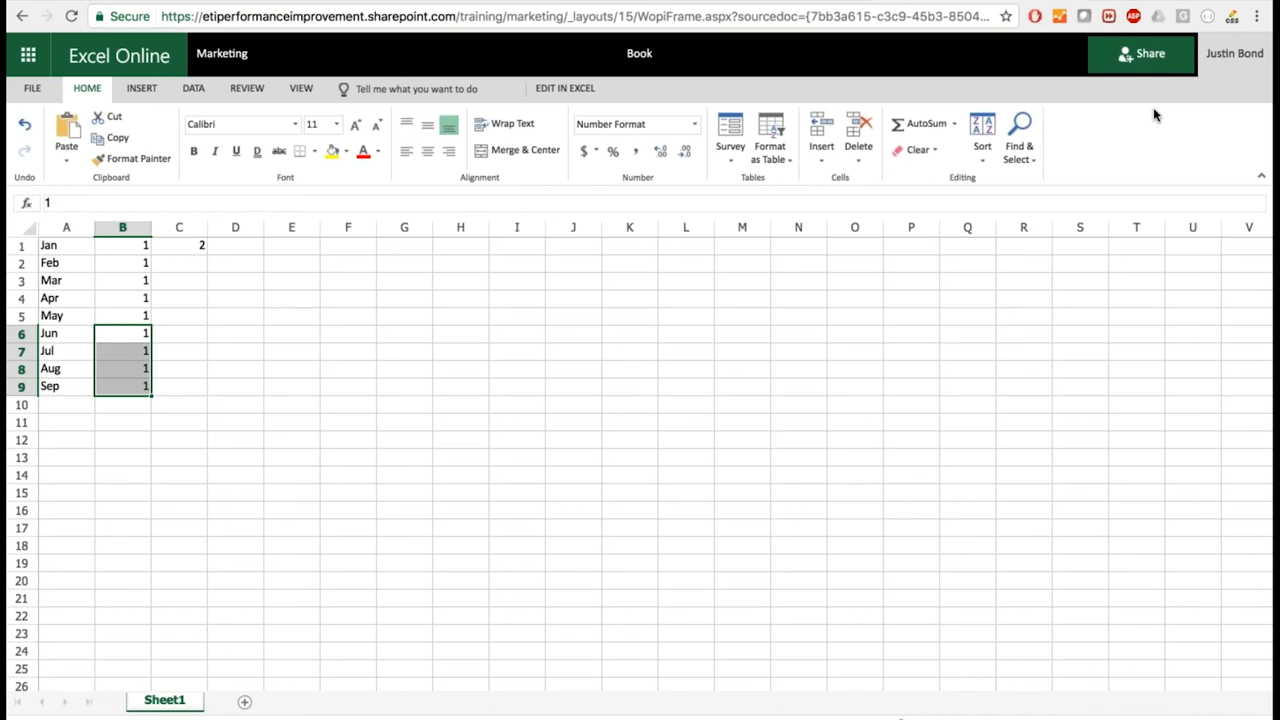 Secure https://etiperformanceimprovement.sharepoint.com/training/marketing/_layouts/15/WopiFrame.aspx?sourcedoc={7bb3a615-c3c9-45b3-8504...
ABP G css
Excel Online Marketing Book Share Justin Bond
FILE HOME INSERT DATA REVIEW VIEW Tell me what you want to do EDIT IN EXCEL
Undo
Paste
Cut
Copy
Format Painter
Clipboard
Calibri 11
B I U D abc A
Font
Wrap Text
Merge & Center
Alignment
Number Format
$ % , .00 .00
Number
Survey
Format as Table
Tables
Insert
Delete
Cells
AutoSum
Clear
Sort
Find & Select
Editing
fx 1
A B C D E F G H I J K L M N O P Q R S T U V
1 Jan 1 2
2 Feb 1
3 Mar 1
4 Apr 1
5 May 1
6 Jun 1
7 Jul 1
8 Aug 1
9 Sep 1
10
11
12
13
14
15
16
17
18
19
20
21
22
23
24
25
26
Sheet1